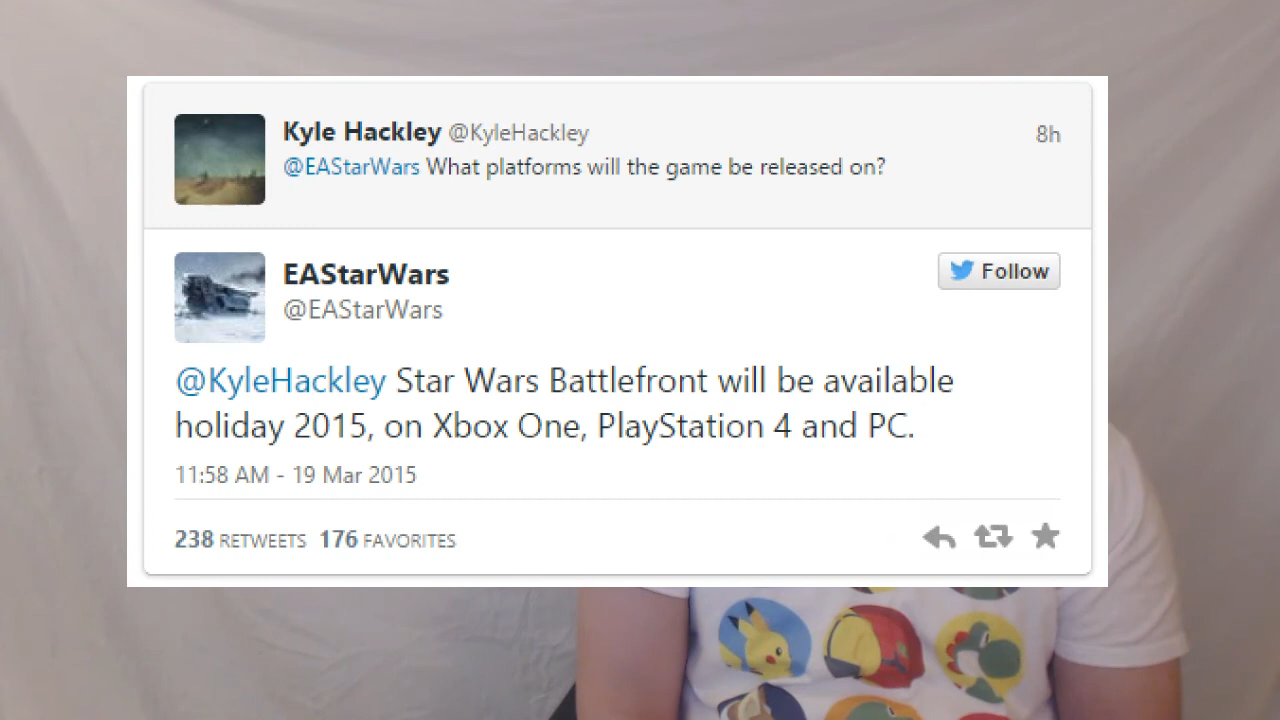 Kyle Hackley @KyleHackley 8h
@EAStarWars What platforms will the game be released on?
EAStarWars
Follow
@EAStarWars
@KyleHackley Star Wars Battlefront will be available
holiday 2015, on Xbox One, PlayStation 4 and PC.
11:58 AM - 19 Mar 2015
238 RETWEETS 176 FAVORITES